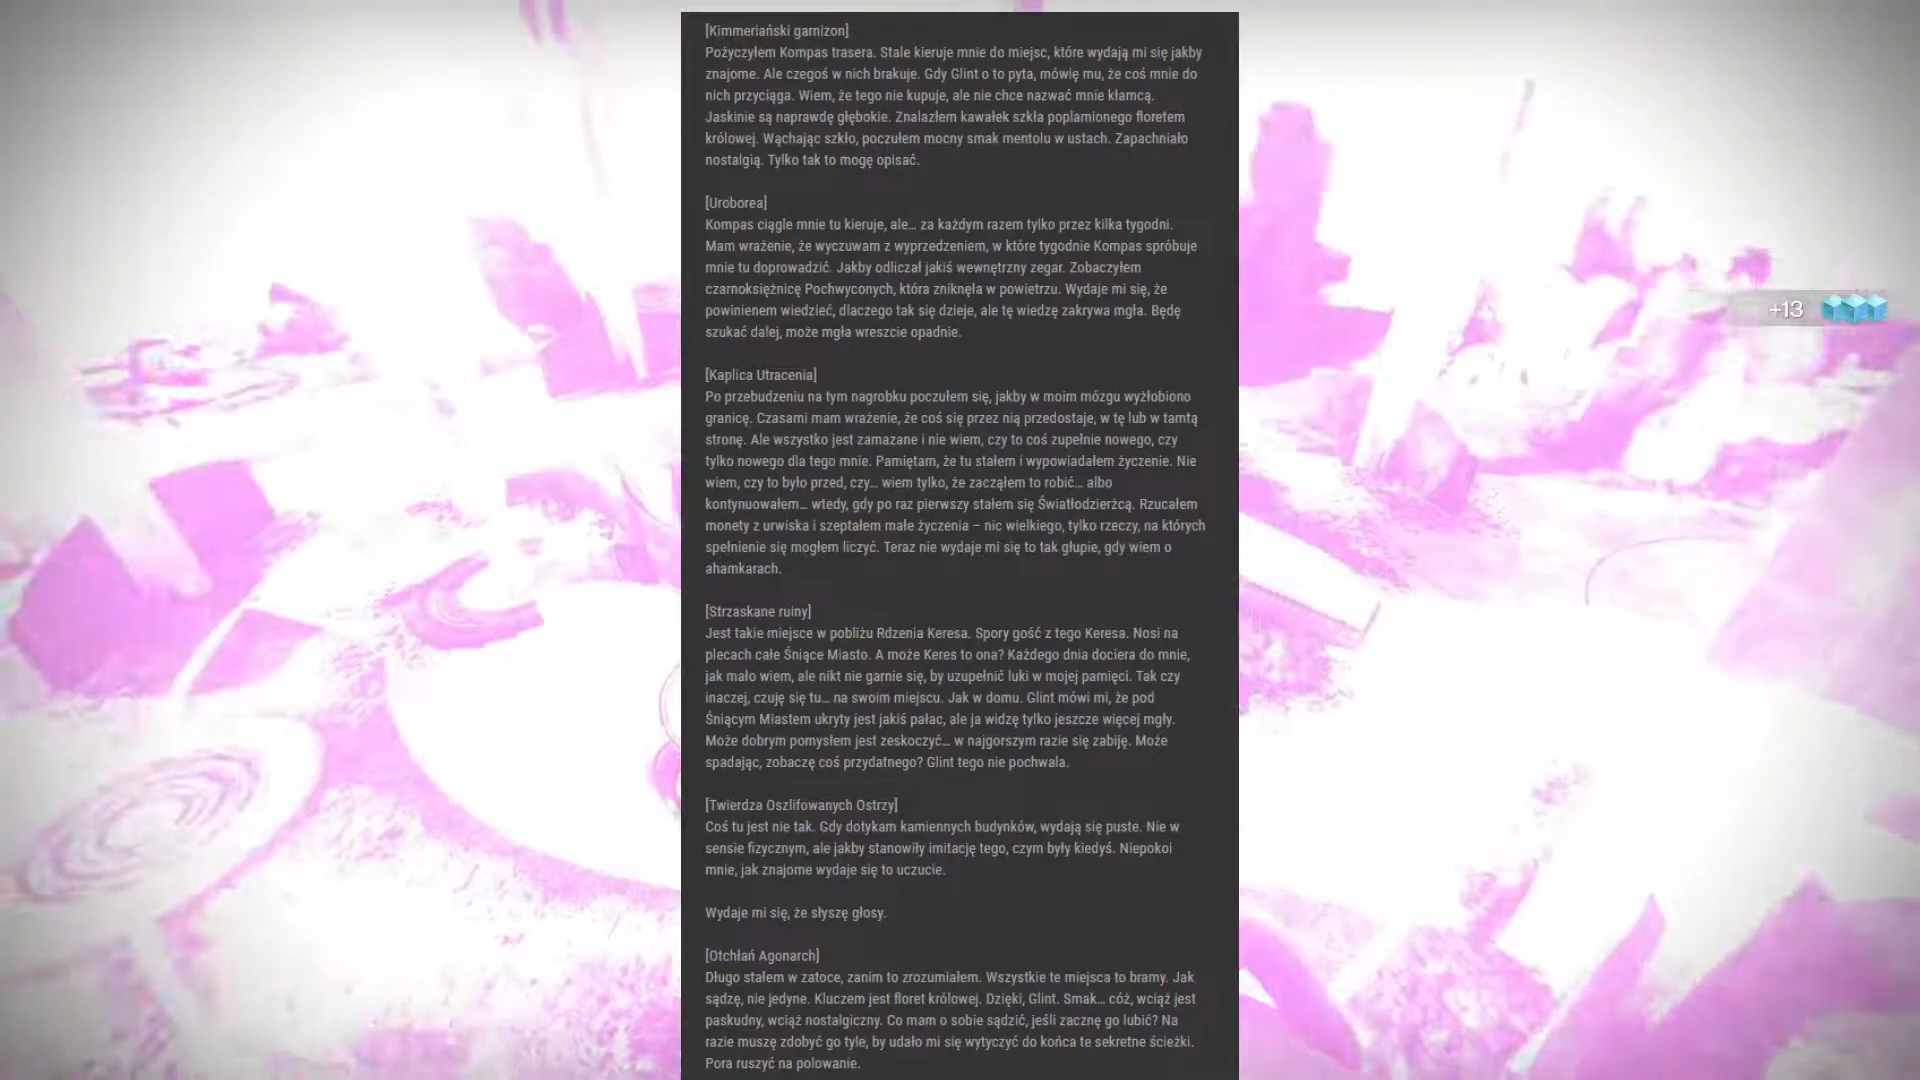 [Kimmeriański garnizon]
Pożyczyłem Kompas trasera. Stale kieruje mnie do miejsc, które wydają mi się jakby
znajome. Ale czegoś w nich brakuje. Gdy Glint o to pyta, mówię mu, że coś mnie do
nich przyciąga. Wiem, że tego nie kupuje, ale nie chce nazwać mnie kłamcą.
Jaskinie są naprawdę głębokie. Znalazłem kawałek szkła poplamionego floretem
królowej. Wąchając szkło, poczułem mocny smak mentolu w ustach. Zapachniało
nostalgią. Tylko tak to mogę opisać.
[Uroborea]
Kompas ciągle mnie tu kieruje, ale… za każdym razem tylko przez kilka tygodni.
Mam wrażenie, że wyczuwam z wyprzedzeniem, w które tygodnie Kompas spróbuje
mnie tu doprowadzić. Jakby odliczał jakiś wewnętrzny zegar. Zobaczyłem
czarnoksiężnicę Pochwyconych, która zniknęła w powietrzu. Wydaje mi się, że
powinienem wiedzieć, dlaczego tak się dzieje, ale tę wiedzę zakrywa mgła. Będę
szukać dalej, może mgła wreszcie opadnie.
[Kaplica Utracenia]
Po przebudzeniu na tym nagrobku poczułem się, jakby w moim mózgu wyżłobiono
granicę. Czasami mam wrażenie, że coś się przez nią przedostaje, w tę lub w tamtą
stronę. Ale wszystko jest zamazane i nie wiem, czy to coś zupełnie nowego, czy
tylko nowego dla tego mnie. Pamiętam, że tu stałem i wypowiadałem życzenie. Nie
wiem, czy to było przed, czy… wiem tylko, że zacząłem to robić… albo
kontynuowałem… wtedy, gdy po raz pierwszy stałem się Światłodzierżcą. Rzucałem
monety z urwiska i szeptałem małe życzenia – nic wielkiego, tylko rzeczy, na których
spełnienie się mogłem liczyć. Teraz nie wydaje mi się to tak głupie, gdy wiem o
ahamkarach.
[Strzaskane ruiny]
Jest takie miejsce w pobliżu Rdzenia Keresa. Spory gość z tego Keresa. Nosi na
plecach całe Śniące Miasto. A może Keres to ona? Każdego dnia dociera do mnie,
jak mało wiem, ale nikt nie garnie się, by uzupełnić luki w mojej pamięci. Tak czy
inaczej, czuję się tu… na swoim miejscu. Jak w domu. Glint mówi mi, że pod
Śniącym Miastem ukryty jest jakiś pałac, ale ja widzę tylko jeszcze więcej mgły.
Może dobrym pomysłem jest zeskoczyć… w najgorszym razie się zabiję. Może
spadając, zobaczę coś przydatnego? Glint tego nie pochwala.
[Twierdza Oszlifowanych Ostrzy]
Coś tu jest nie tak. Gdy dotykam kamiennych budynków, wydają się puste. Nie w
sensie fizycznym, ale jakby stanowiły imitację tego, czym były kiedyś. Niepokoi
mnie, jak znajome wydaje się to uczucie.
Wydaje mi się, że słyszę głosy.
[Otchłań Agonarch]
Długo stałem w zatoce, zanim to zrozumiałem. Wszystkie te miejsca to bramy. Jak
sądzę, nie jedyne. Kluczem jest floret królowej. Dzięki, Glint. Smak… cóż, wciąż jest
paskudny, wciąż nostalgiczny. Co mam o sobie sądzić, jeśli zacznę go lubić? Na
razie muszę zdobyć go tyle, by udało mi się wytyczyć do końca te sekretne ścieżki.
Pora ruszyć na polowanie.
+13